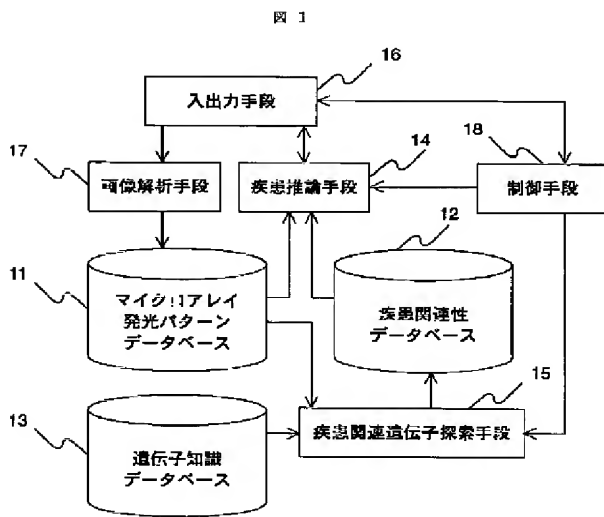 図 1
16
入出力手段
17
14
18
画像解析手段
疾患推論手段
制御手段
12
11
マイクロアレイ
発光パターン
データベース
疾患関連性
データベース
15
13
遺伝子知識
データベース
疾患関連遺伝子探索手段